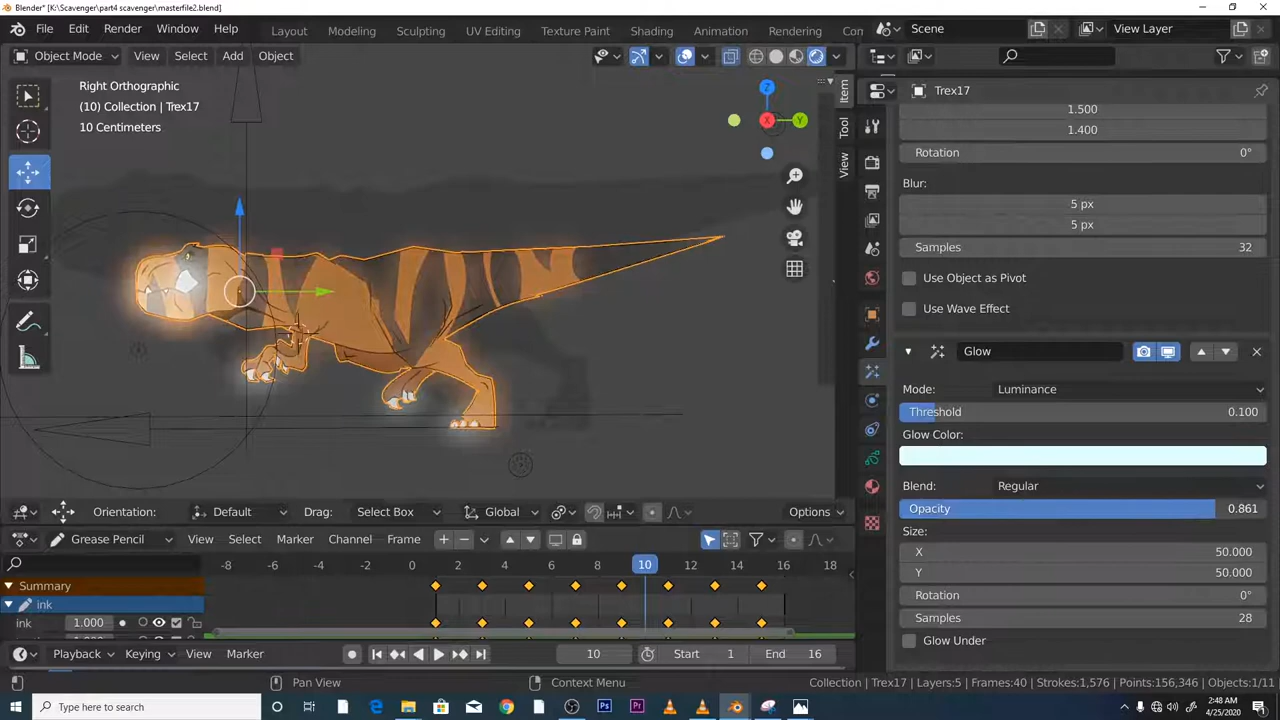 Blender* [K:\Scavenger\part4 scavenger\masterfile2.blend]
File Edit Render Window Help Layout Modeling Sculpting UV Editing Texture Paint Shading Animation Rendering Com Scene View Layer
Object Mode View Select Add Object
Right Orthographic
(10) Collection | Trex17
10 Centimeters
Z
X
Y
Item
Tool
View
Trex17
1.500
1.400
Rotation 0°
Blur:
5 px
5 px
Samples 32
Use Object as Pivot
Use Wave Effect
Glow
Mode: Luminance
Threshold 0.100
Glow Color:
Blend: Regular
Opacity 0.861
Size:
X 50.000
Y 50.000
Rotation 0°
Samples 28
Glow Under
Orientation: Default Drag: Select Box Global Options
Grease Pencil View Select Marker Channel Frame
-8 -6 -4 -2 0 2 4 6 8 10 12 14 16 18
Summary
ink
ink 1.000
Playback Keying View Marker 10 Start 1 End 16
Pan View Context Menu Collection | Trex17 | Layers:5 | Frames:40 | Strokes:1,576 | Points:156,346 | Objects:1/11
Type here to search
Ps Pr
2:48 AM
4/25/2020